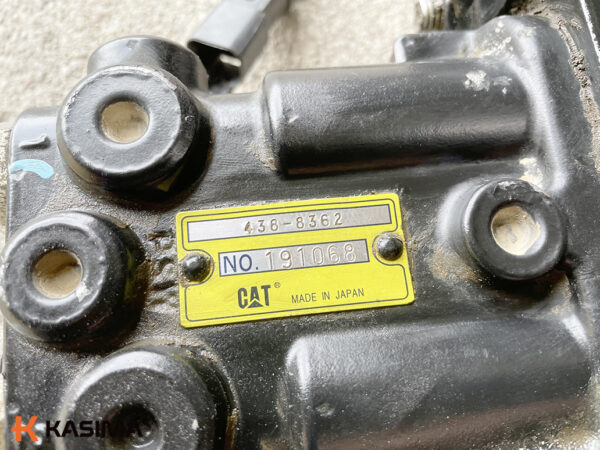 438-8362
NO. 191068
CAT® MADE IN JAPAN
KASIMA